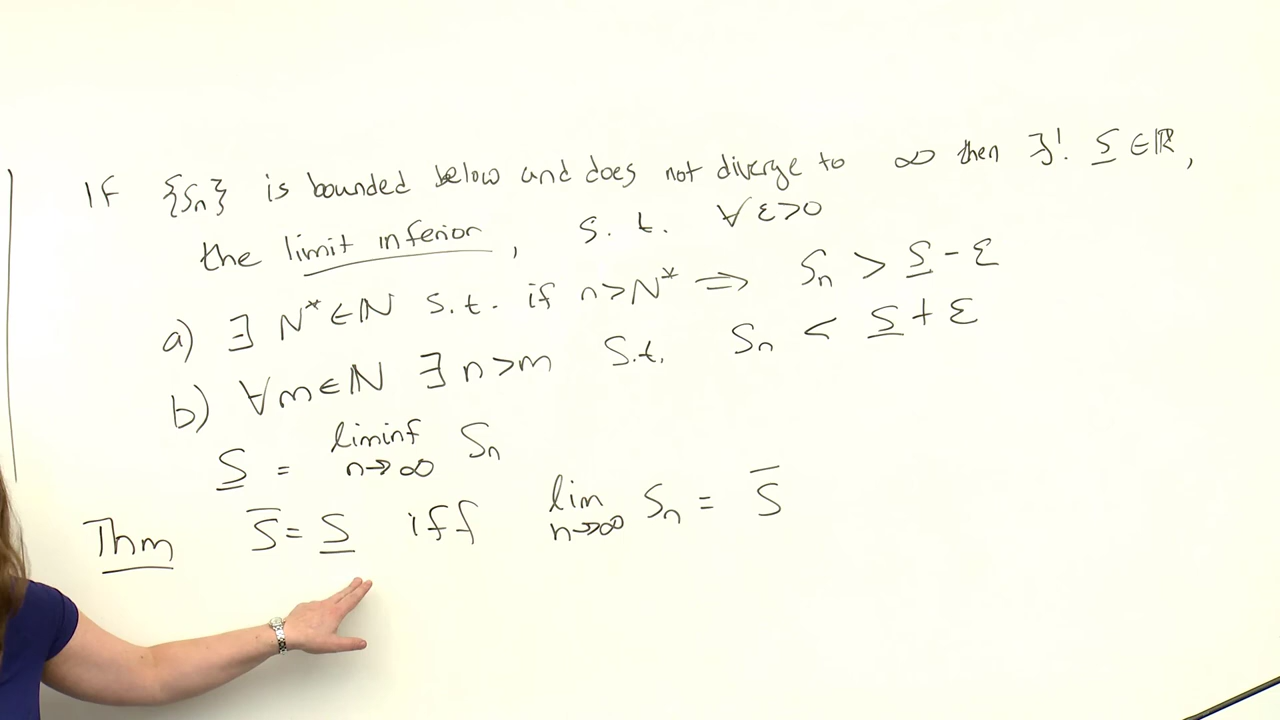 If {Sn} is bounded below and does not diverge to ∞ then ∃! S̲ ∈ ℝ,
the limit inferior, s.t. ∀ε>0
a) ∃ N* ∈ ℕ s.t. if n>N* ⇒ Sn > S̲ - ε
b) ∀m∈ℕ ∃ n>m s.t. Sn < S̲ + ε
S̲ = liminf n→∞ Sn
Thm S̅ = S̲ iff lim n→∞ Sn = S̅